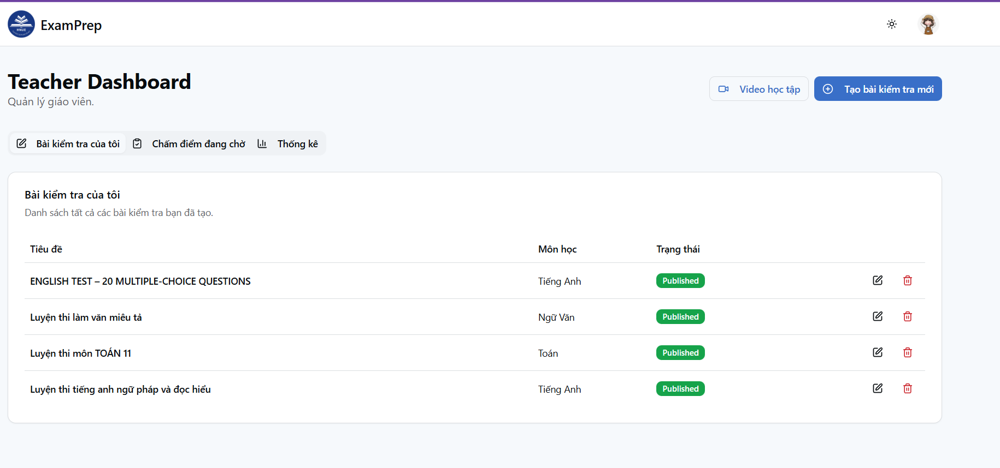 HNUE
ExamPrep
Teacher Dashboard
Quản lý giáo viên.
Video học tập
Tạo bài kiểm tra mới
Bài kiểm tra của tôi
Chấm điểm đang chờ
Thống kê
Bài kiểm tra của tôi
Danh sách tất cả các bài kiểm tra bạn đã tạo.
Tiêu đề Môn học Trạng thái
ENGLISH TEST – 20 MULTIPLE-CHOICE QUESTIONS Tiếng Anh Published
Luyện thi làm văn miêu tả Ngữ Văn Published
Luyện thi môn TOÁN 11 Toán Published
Luyện thi tiếng anh ngữ pháp và đọc hiểu Tiếng Anh Published